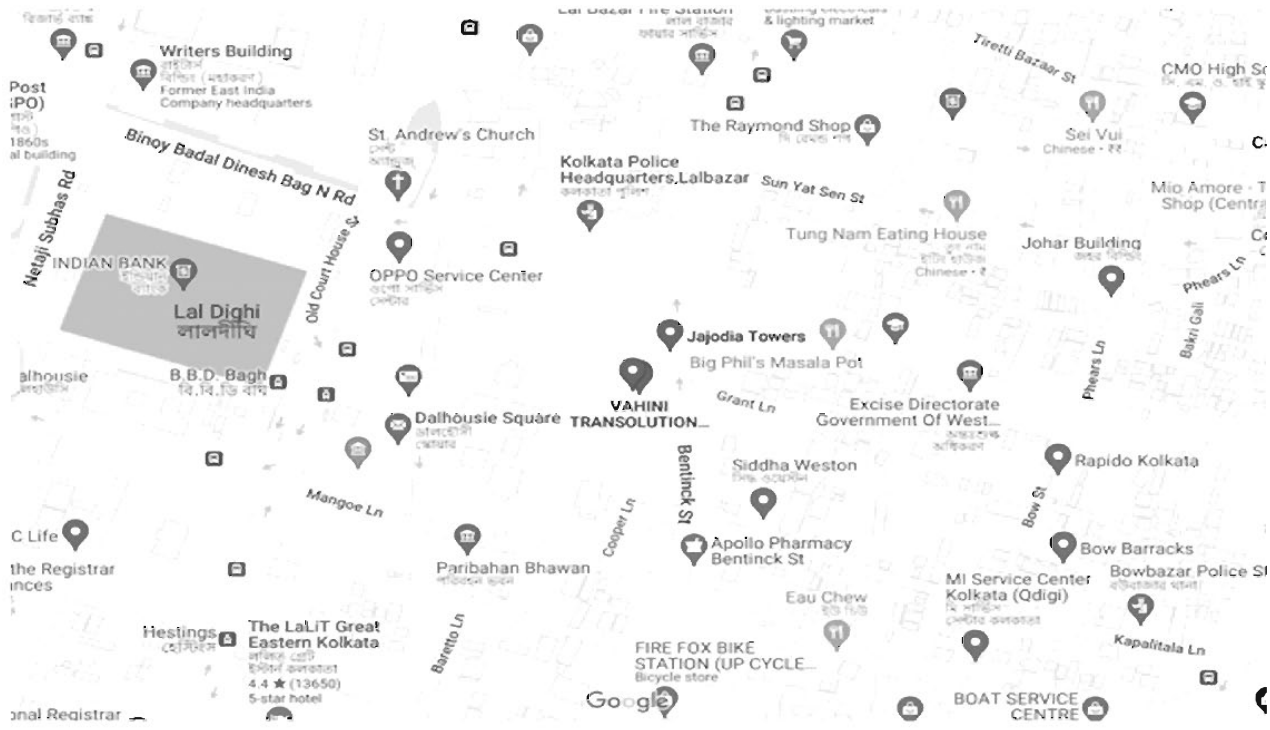 Lal Bazar Fire Station
লাল বাজার
ফায়ার সার্ভিস
& lighting market
Tiretti Bazaar St
Writers Building
Former East India
Company headquarters
CMO High Sc
Post
iPO)
1860s
al building
St. Andrew's Church
সেন্ট
The Raymond Shop
Sei Vui
Chinese • ₹₹
Binoy Badal Dinesh Bag N Rd
Kolkata Police
Headquarters, Lalbazar
কলকাতা পুলিশ
Sun Yat Sen St
Mio Amore - T
Shop (Centra
Netaji Subhas Rd
Tung Nam Eating House
Chinese • ₹
Johar Building
INDIAN BANK
Old Court House St
OPPO Service Center
Phears Ln
Lal Dighi
লালদীঘি
Bakri Gali
Jajodia Towers
Big Phil's Masala Pot
Phears Ln
alhousie
B.B.D. Bagh
বি.বি.ডি বাগ
VAHINI
TRANSOLUTION...
Grant Ln
Excise Directorate
Government Of West...
Dalhousie Square
ডালহৌসী
স্কোয়ার
Bentinck St
Siddha Weston
Rapido Kolkata
Mangoe Ln
Cooper Ln
Bow St
C Life
Paribahan Bhawan
পরিবহন ভবন
Apollo Pharmacy
Bentinck St
Bow Barracks
the Registrar
ances
MI Service Center
Kolkata (Qdigi)
Bowbazar Police St
Eau Chew
Hestings
The LaLiT Great
Eastern Kolkata
4.4 ★ (13650)
5-star hotel
Baretto Ln
FIRE FOX BIKE
STATION (UP CYCLE...
Bicycle store
Kapalitala Ln
Google
BOAT SERVICE
CENTRE
onal Registrar